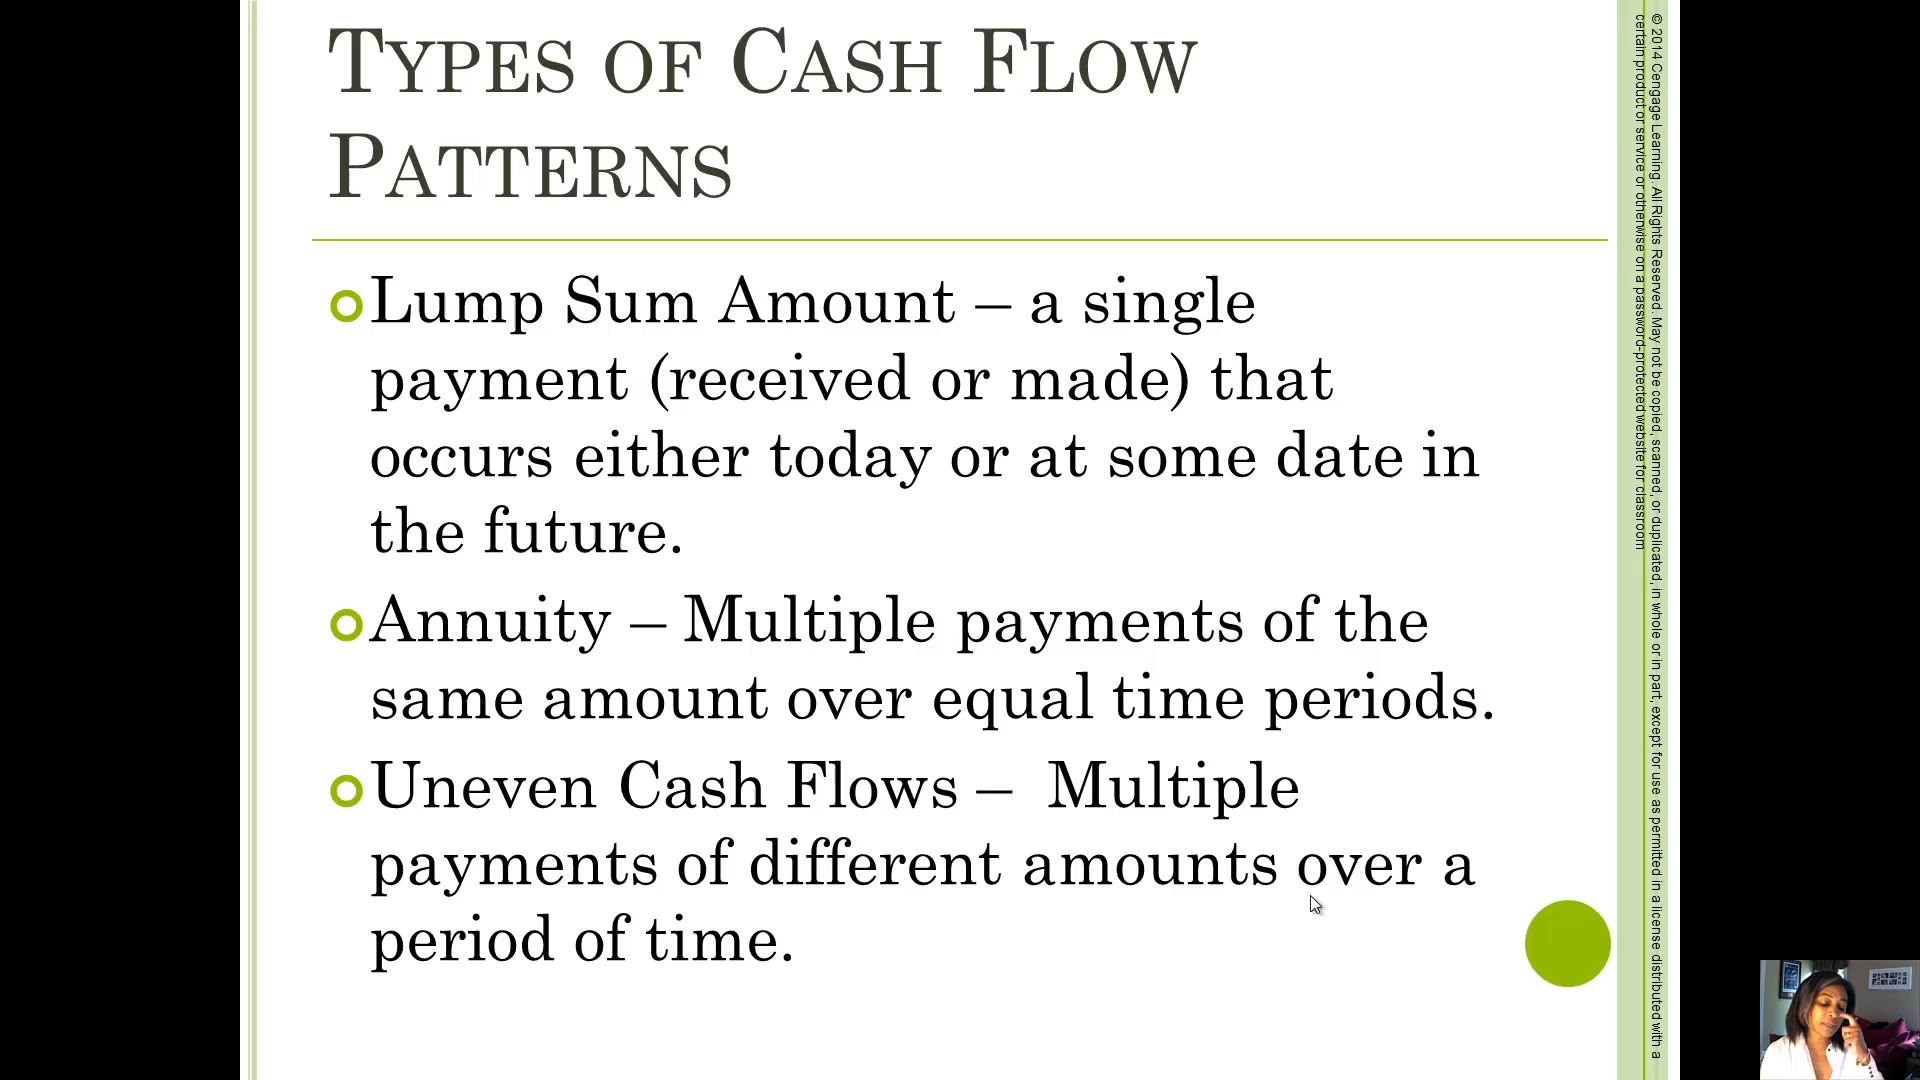 TYPES OF CASH FLOW
PATTERNS
Lump Sum Amount – a single
payment (received or made) that
occurs either today or at some date in
the future.
Annuity – Multiple payments of the
same amount over equal time periods.
Uneven Cash Flows – Multiple
payments of different amounts over a
period of time.
© 2014 Cengage Learning. All Rights Reserved. May not be copied, scanned, or duplicated, in whole or in part, except for use as permitted in a license distributed with a
certain product or service or otherwise on a password-protected website for classroom